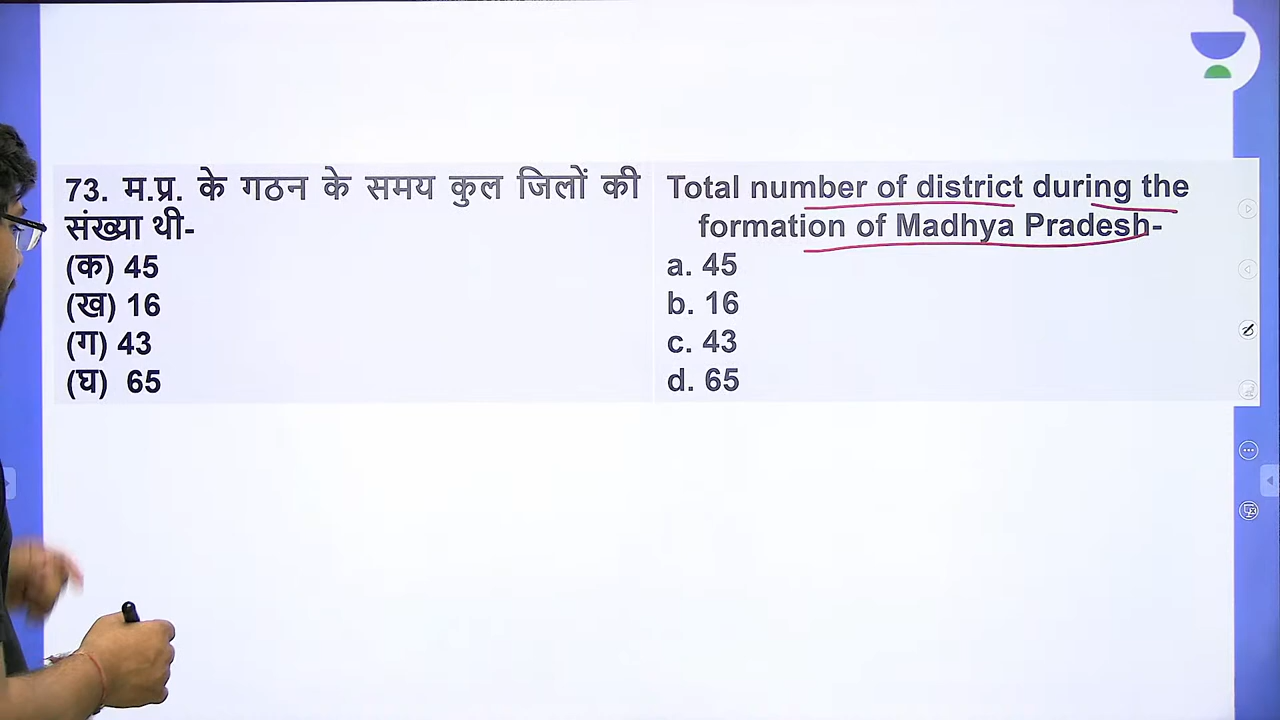 73. म.प्र. के गठन के समय कुल जिलों की
संख्या थी-
(क) 45
(ख) 16
(ग) 43
(घ) 65
Total number of district during the
formation of Madhya Pradesh-
a. 45
b. 16
c. 43
d. 65